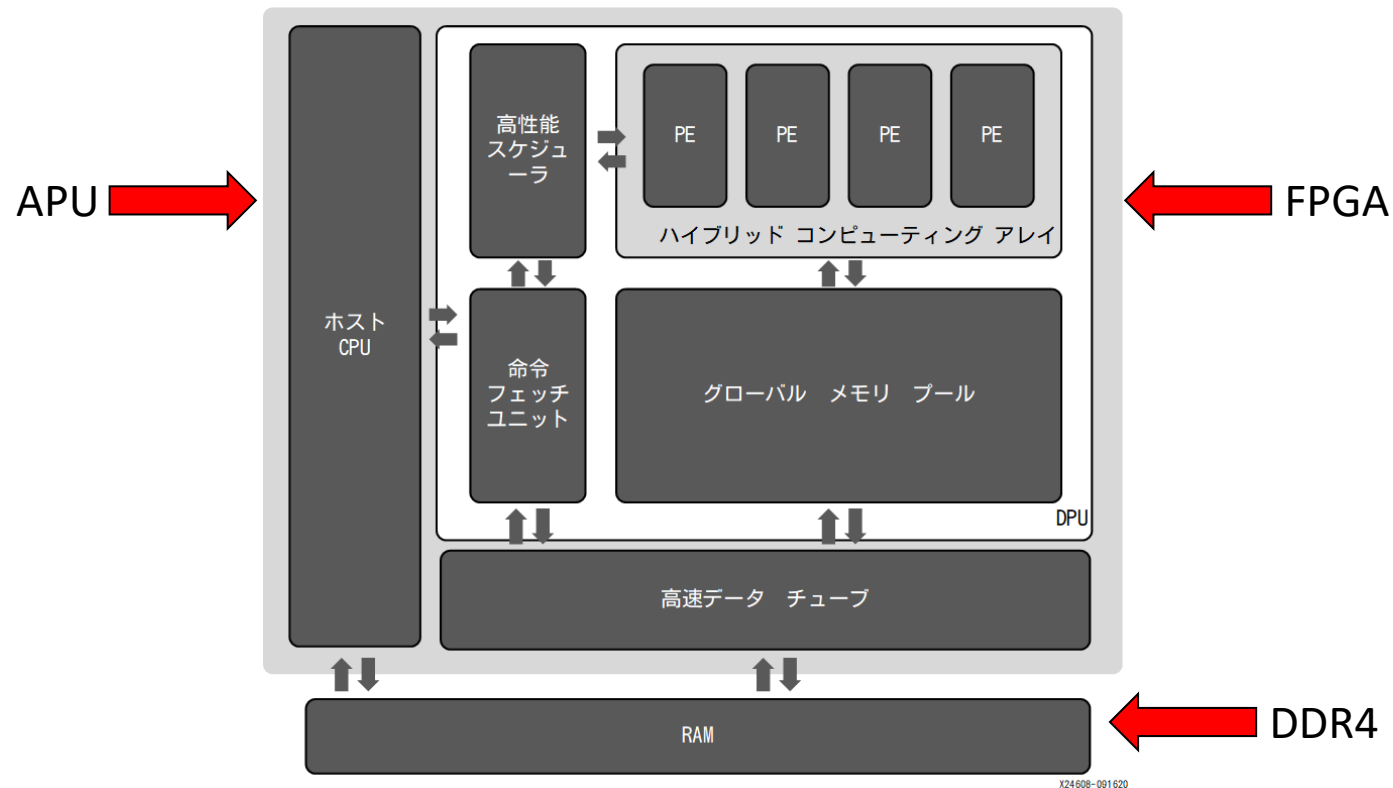 APU
FPGA
DDR4
ホスト
CPU
高性能
スケジュ
ーラ
PE
PE
PE
PE
ハイブリッド コンピューティング アレイ
命令
フェッチ
ユニット
グローバル メモリ プール
DPU
高速データ チューブ
RAM
X24608-091620